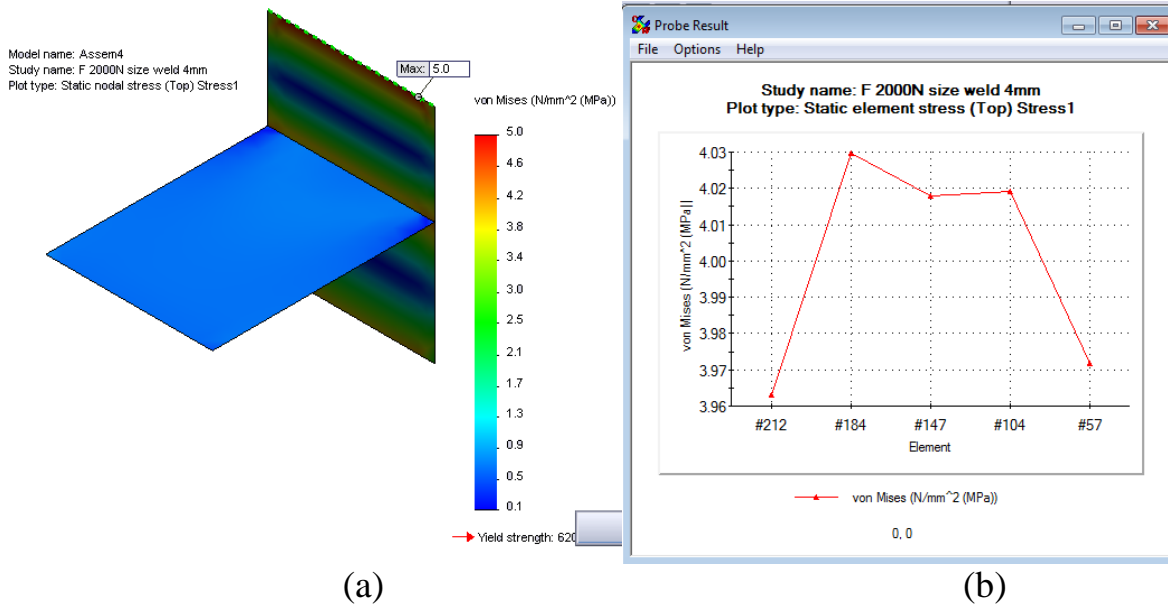 Model name: Assem4
Study name: F 2000N size weld 4mm
Plot type: Static nodal stress (Top) Stress1
Max: 5.0
von Mises (N/mm^2 (MPa))
5.0
4.6
4.2
3.8
3.4
3.0
2.5
2.1
1.7
1.3
0.9
0.5
0.1
Yield strength: 620
(a)
Probe Result
File Options Help
Study name: F 2000N size weld 4mm
Plot type: Static element stress (Top) Stress1
von Mises (N/mm^2 (MPa))
4.03
4.02
4.01
4.00
3.99
3.98
3.97
3.96
#212 #184 #147 #104 #57
Element
von Mises (N/mm^2 (MPa))
0, 0
(b)